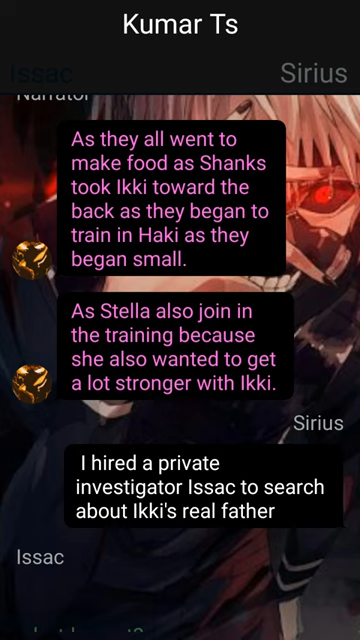 Kumar Ts
Issac
Sirius
Narrator
As they all went to
make food as Shanks
took Ikki toward the
back as they began to
train in Haki as they
began small.
As Stella also join in
the training because
she also wanted to get
a lot stronger with Ikki.
Sirius
I hired a private
investigator Issac to search
about Ikki's real father
Issac